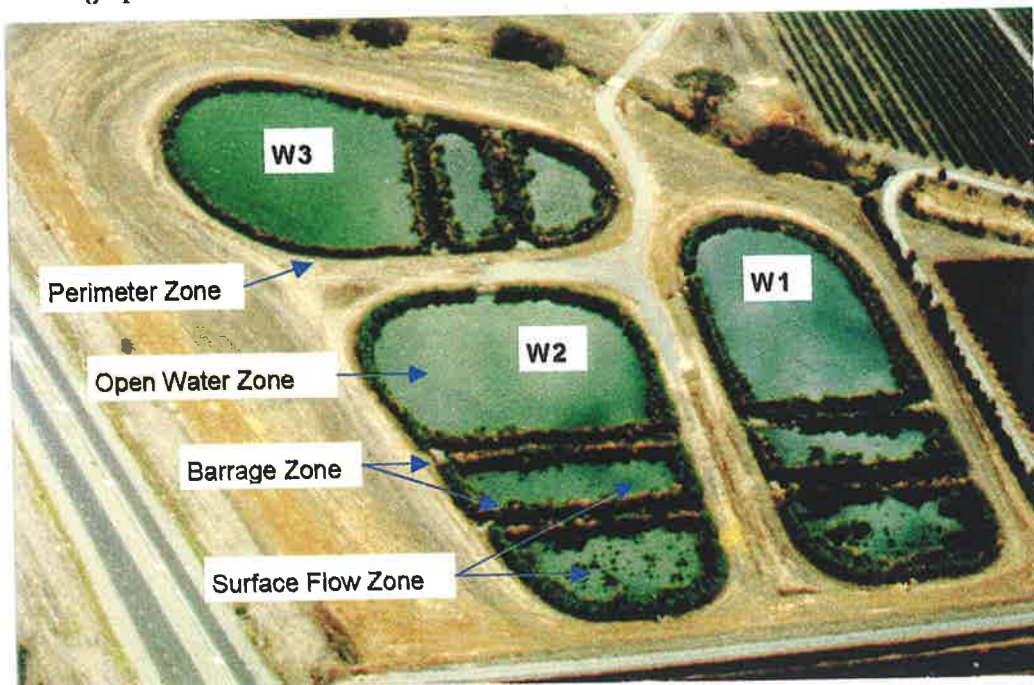 W3
W1
Perimeter Zone
W2
Open Water Zone
Barrage Zone
Surface Flow Zone